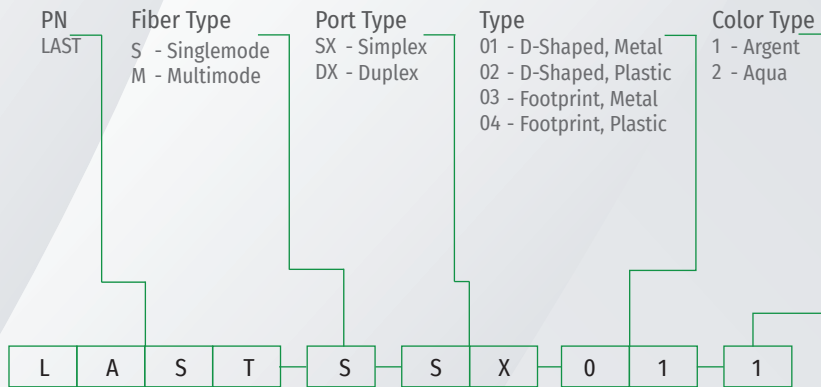 PN
LAST
Fiber Type
S - Singlemode
M - Multimode
Port Type
SX - Simplex
DX - Duplex
Type
01 - D-Shaped, Metal
02 - D-Shaped, Plastic
03 - Footprint, Metal
04 - Footprint, Plastic
Color Type
1 - Argent
2 - Aqua
L A S T - S - S X - 0 1 - 1